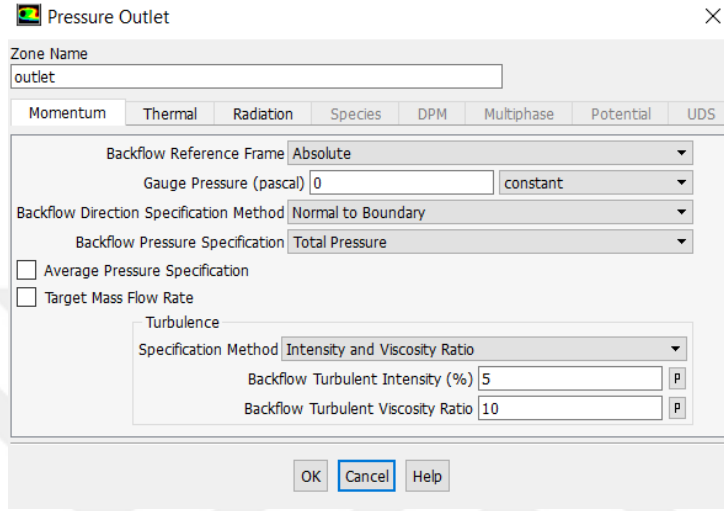 Pressure Outlet
Zone Name
outlet
Momentum Thermal Radiation Species DPM Multiphase Potential UDS
Backflow Reference Frame Absolute
Gauge Pressure (pascal) 0 constant
Backflow Direction Specification Method Normal to Boundary
Backflow Pressure Specification Total Pressure
Average Pressure Specification
Target Mass Flow Rate
Turbulence
Specification Method Intensity and Viscosity Ratio
Backflow Turbulent Intensity (%) 5 P
Backflow Turbulent Viscosity Ratio 10 P
OK Cancel Help